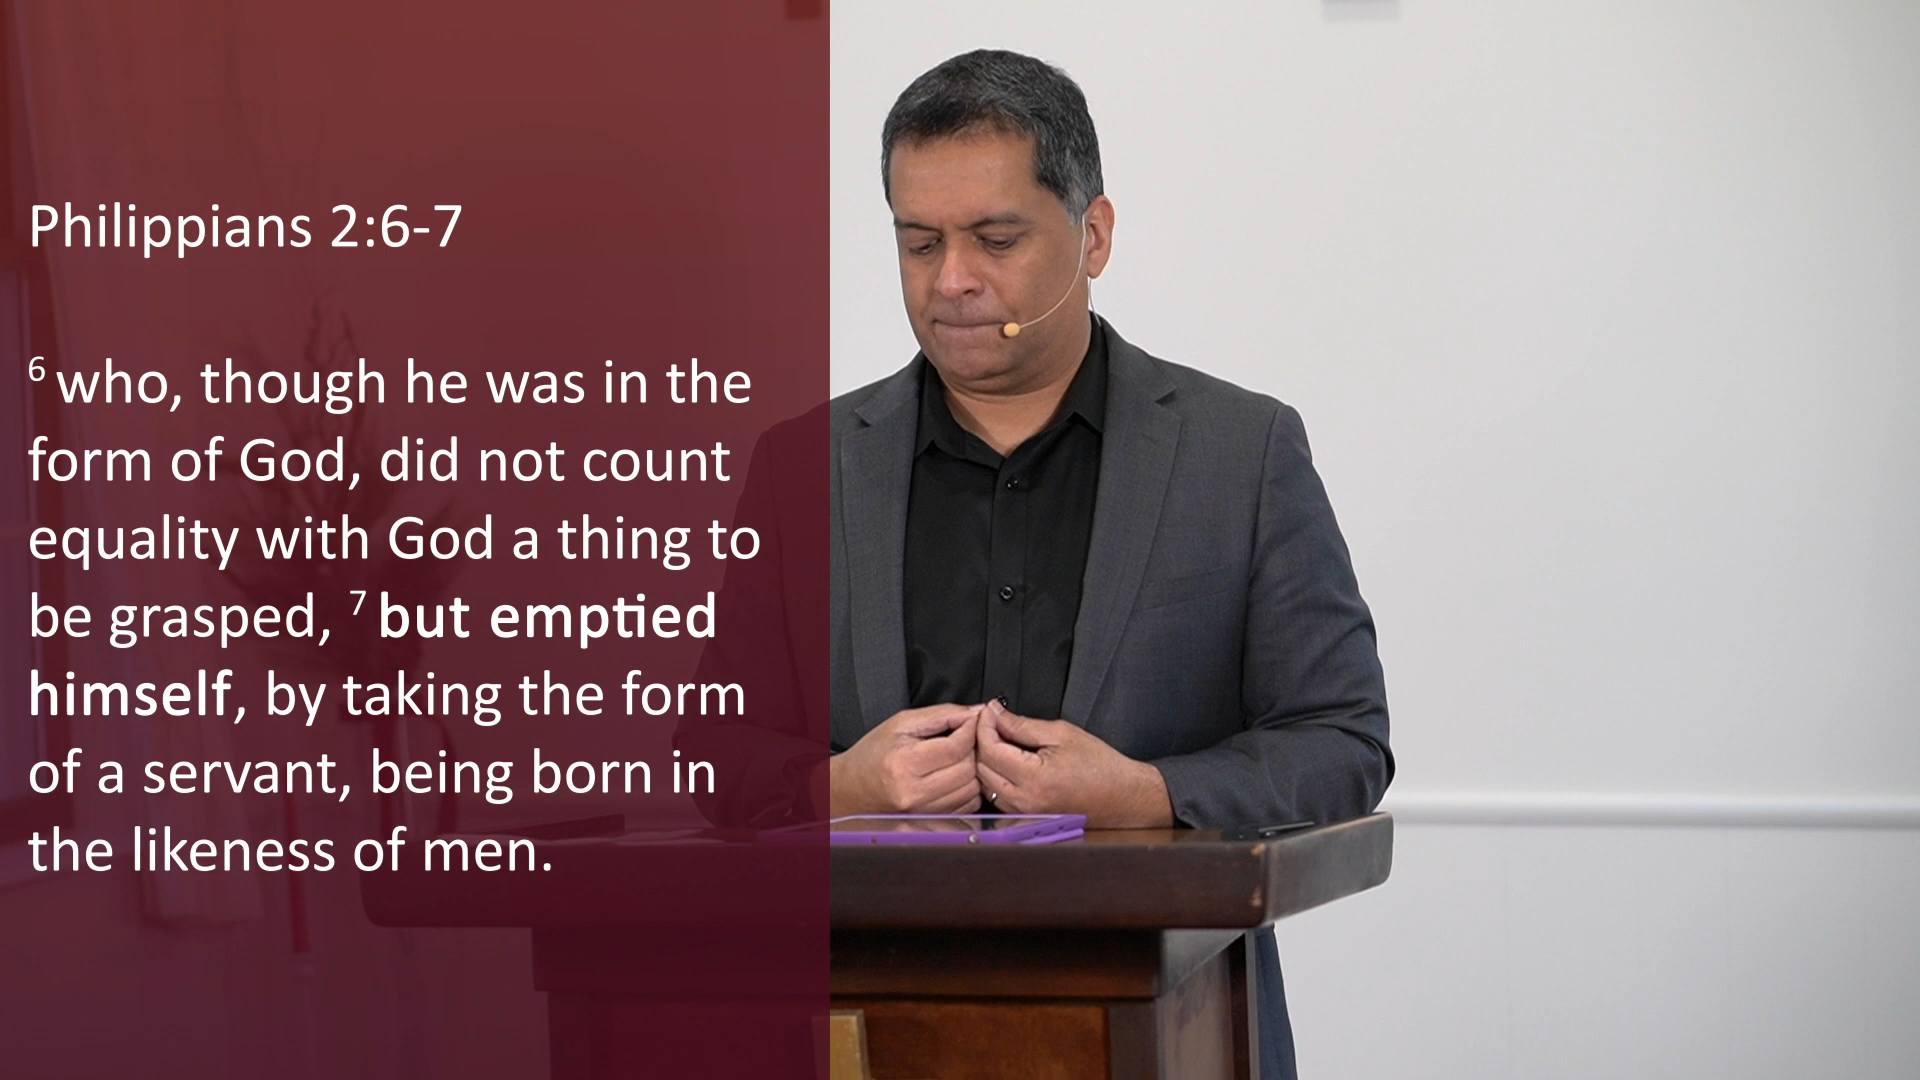 Philippians 2:6-7
6 who, though he was in the
form of God, did not count
equality with God a thing to
be grasped, 7 but emptied
himself, by taking the form
of a servant, being born in
the likeness of men.